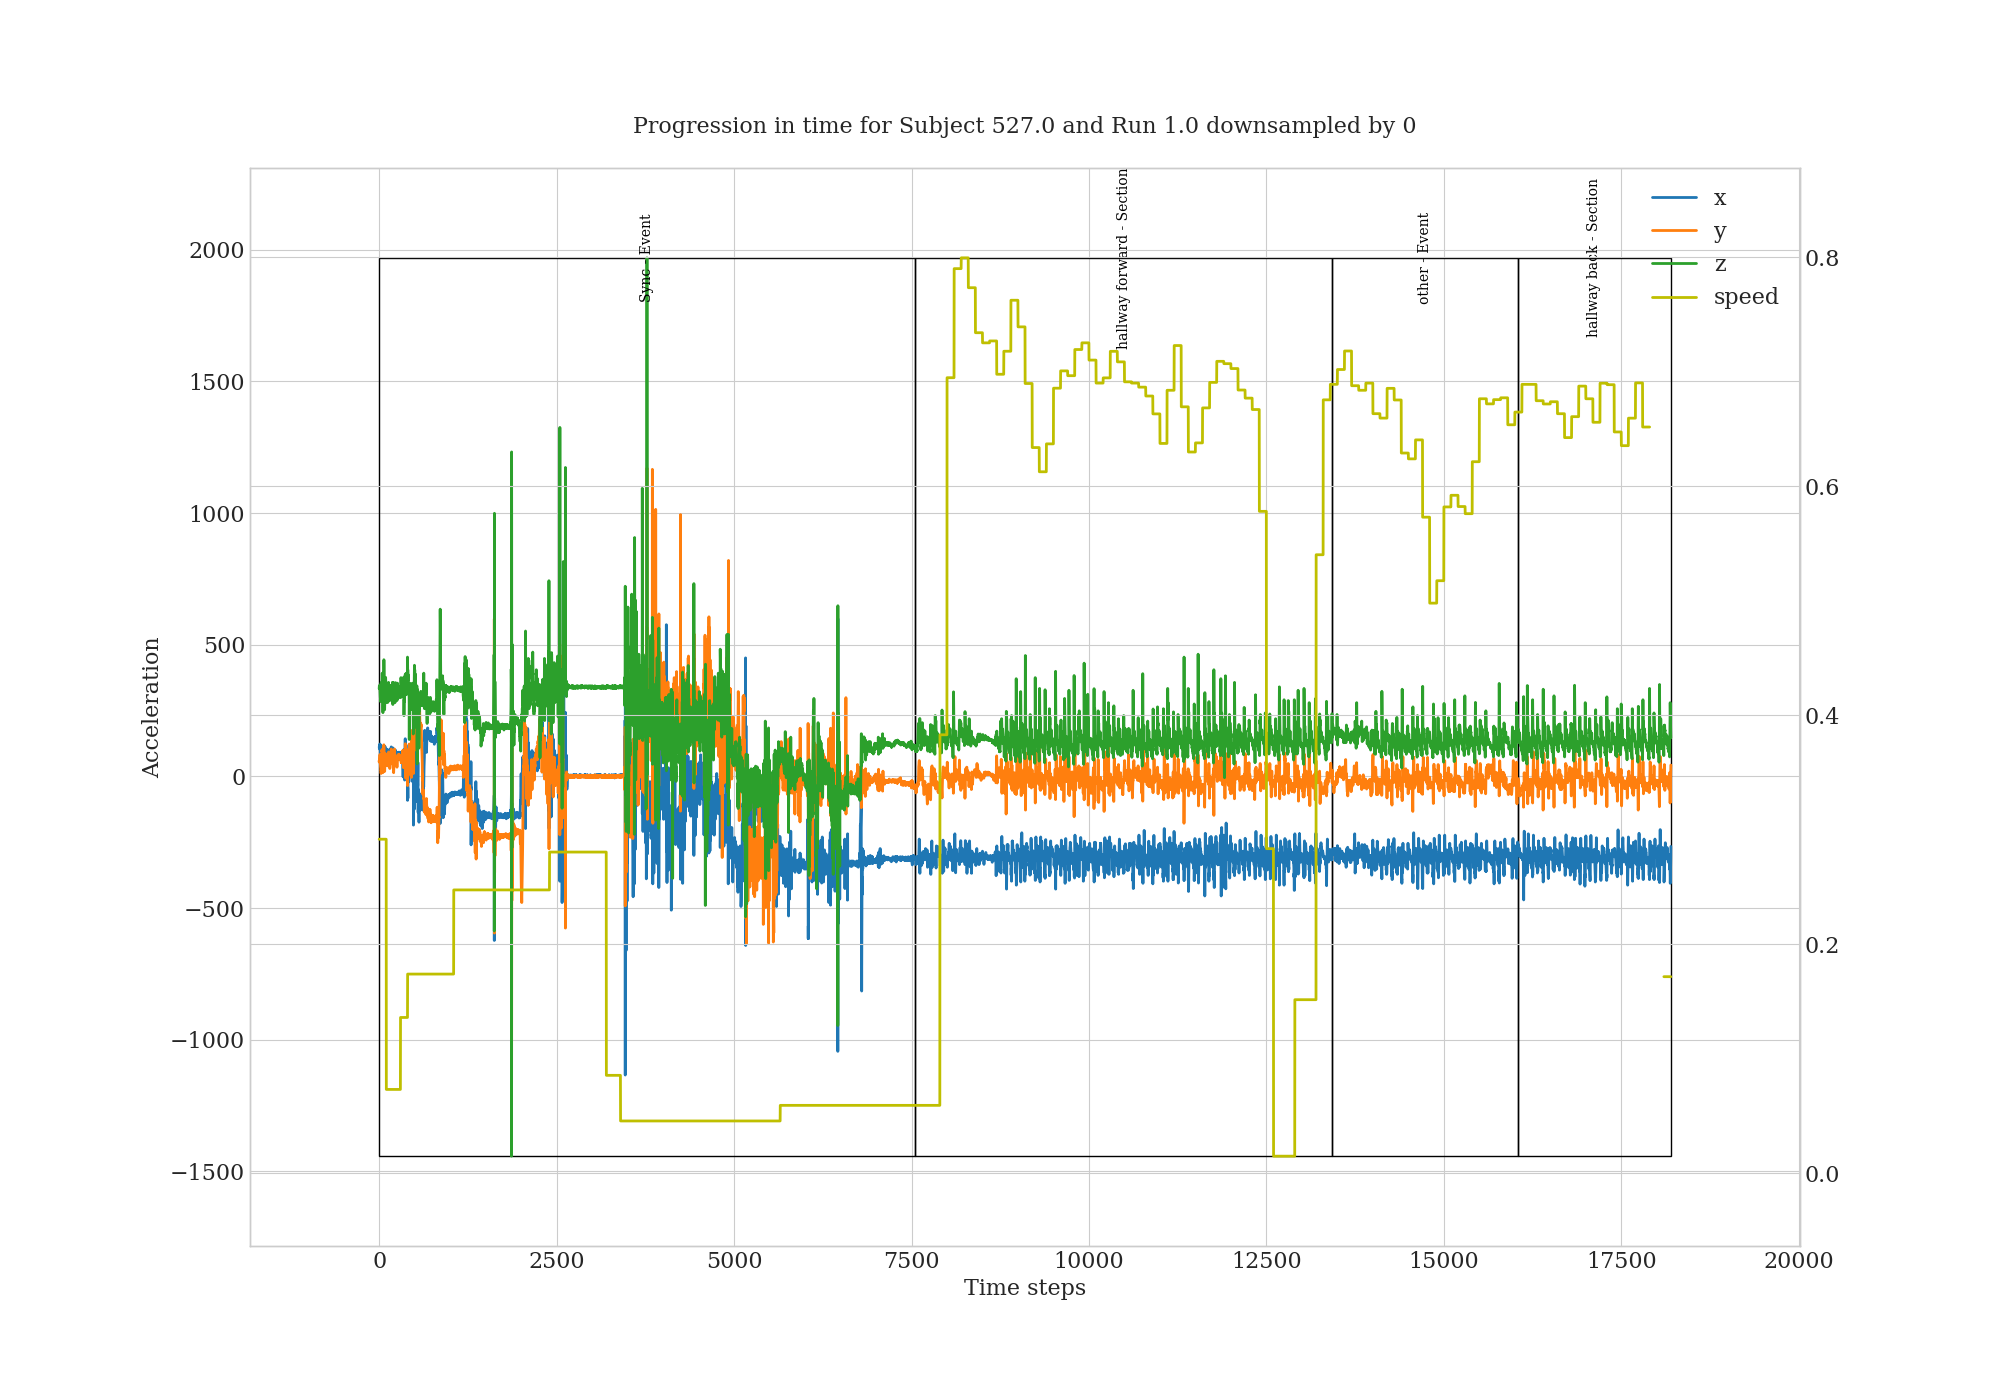 Progression in time for Subject 527.0 and Run 1.0 downsampled by 0
Sync - Event
hallway forward - Section
other - Event
hallway back - Section
x
y
z
speed
2000
1500
1000
500
0
−500
−1000
−1500
Acceleration
0.8
0.6
0.4
0.2
0.0
0
2500
5000
7500
10000
12500
15000
17500
20000
Time steps